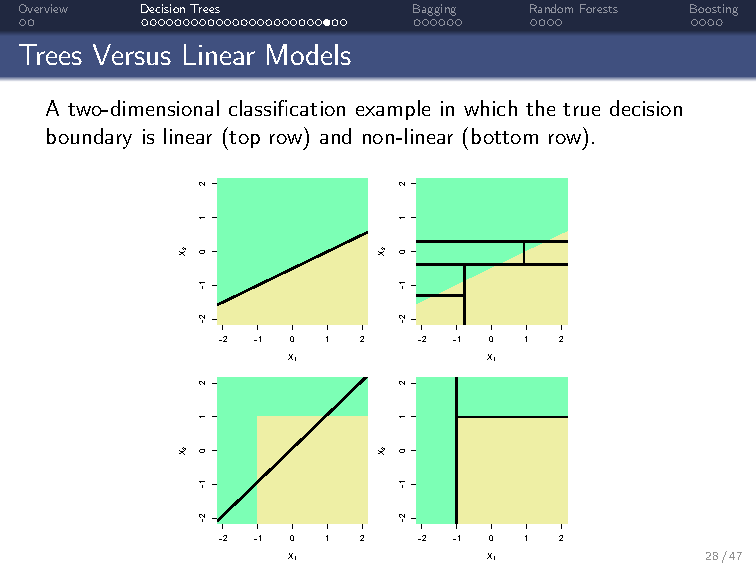 Overview Decision Trees Bagging Random Forests Boosting
Trees Versus Linear Models
A two-dimensional classification example in which the true decision
boundary is linear (top row) and non-linear (bottom row).
2 1 0 -1 -2
X2
-2 -1 0 1 2
X1
2 1 0 -1 -2
X2
-2 -1 0 1 2
X1
2 1 0 -1 -2
X2
-2 -1 0 1 2
X1
2 1 0 -1 -2
X2
-2 -1 0 1 2
X1
28 / 47